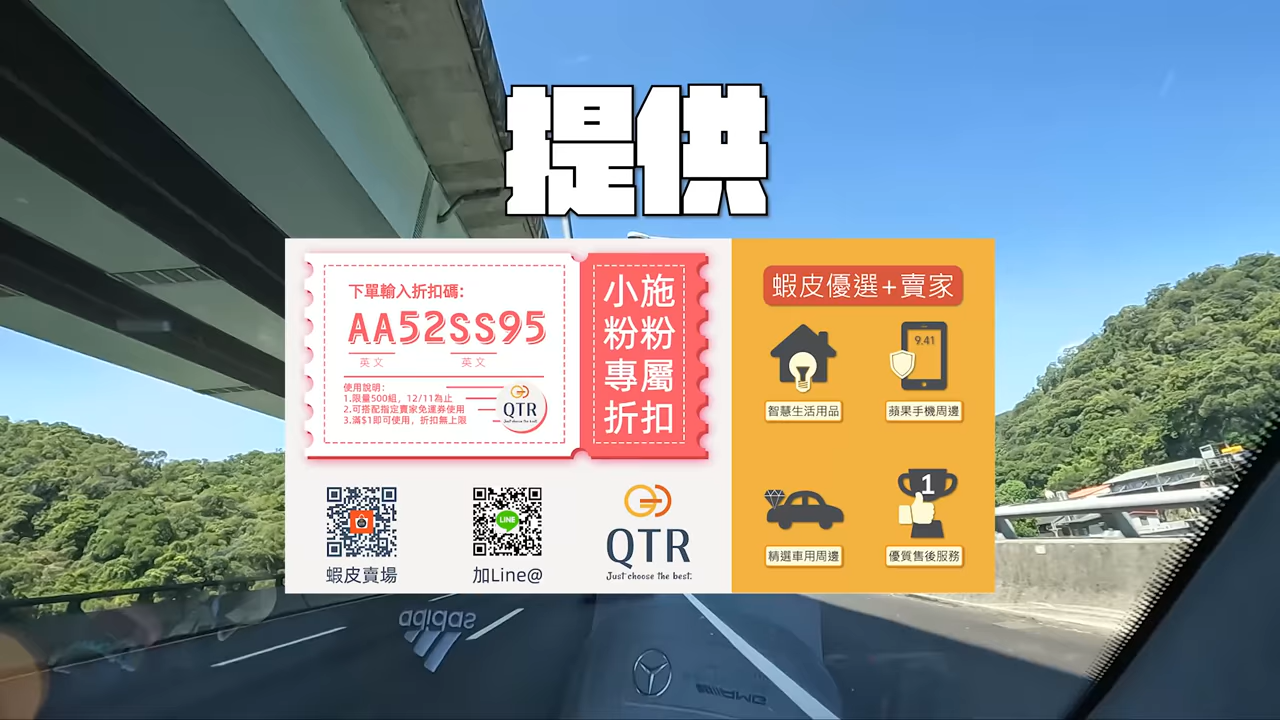 提供
下單輸入折扣碼:
AA52SS95
英文 英文
使用說明:
1.限量500組，12/11為止
2.可搭配指定賣家免運券使用
3.滿$1即可使用，折扣無上限
QTR
Just choose the best.
小施
粉粉
專屬
折扣
蝦皮賣場
LINE
加Line@
QTR
Just choose the best.
蝦皮優選+賣家
9.41
智慧生活用品
蘋果手機周邊
1
精選車用周邊
優質售後服務
adidas
AMG